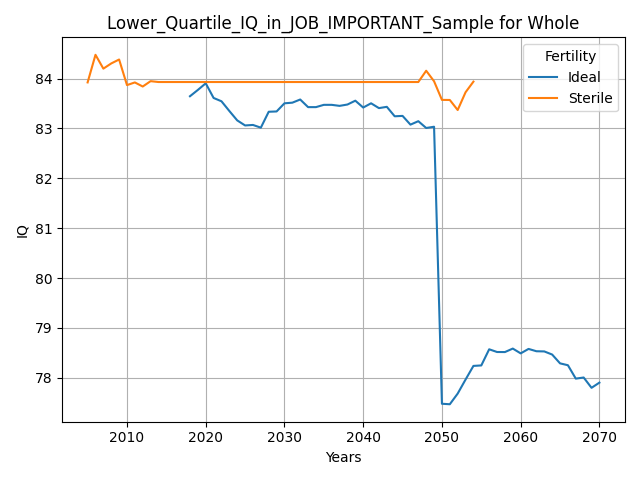 Lower_Quartile_IQ_in_JOB_IMPORTANT_Sample for Whole
Fertility
Ideal
Sterile
IQ
84
83
82
81
80
79
78
2010 2020 2030 2040 2050 2060 2070
Years